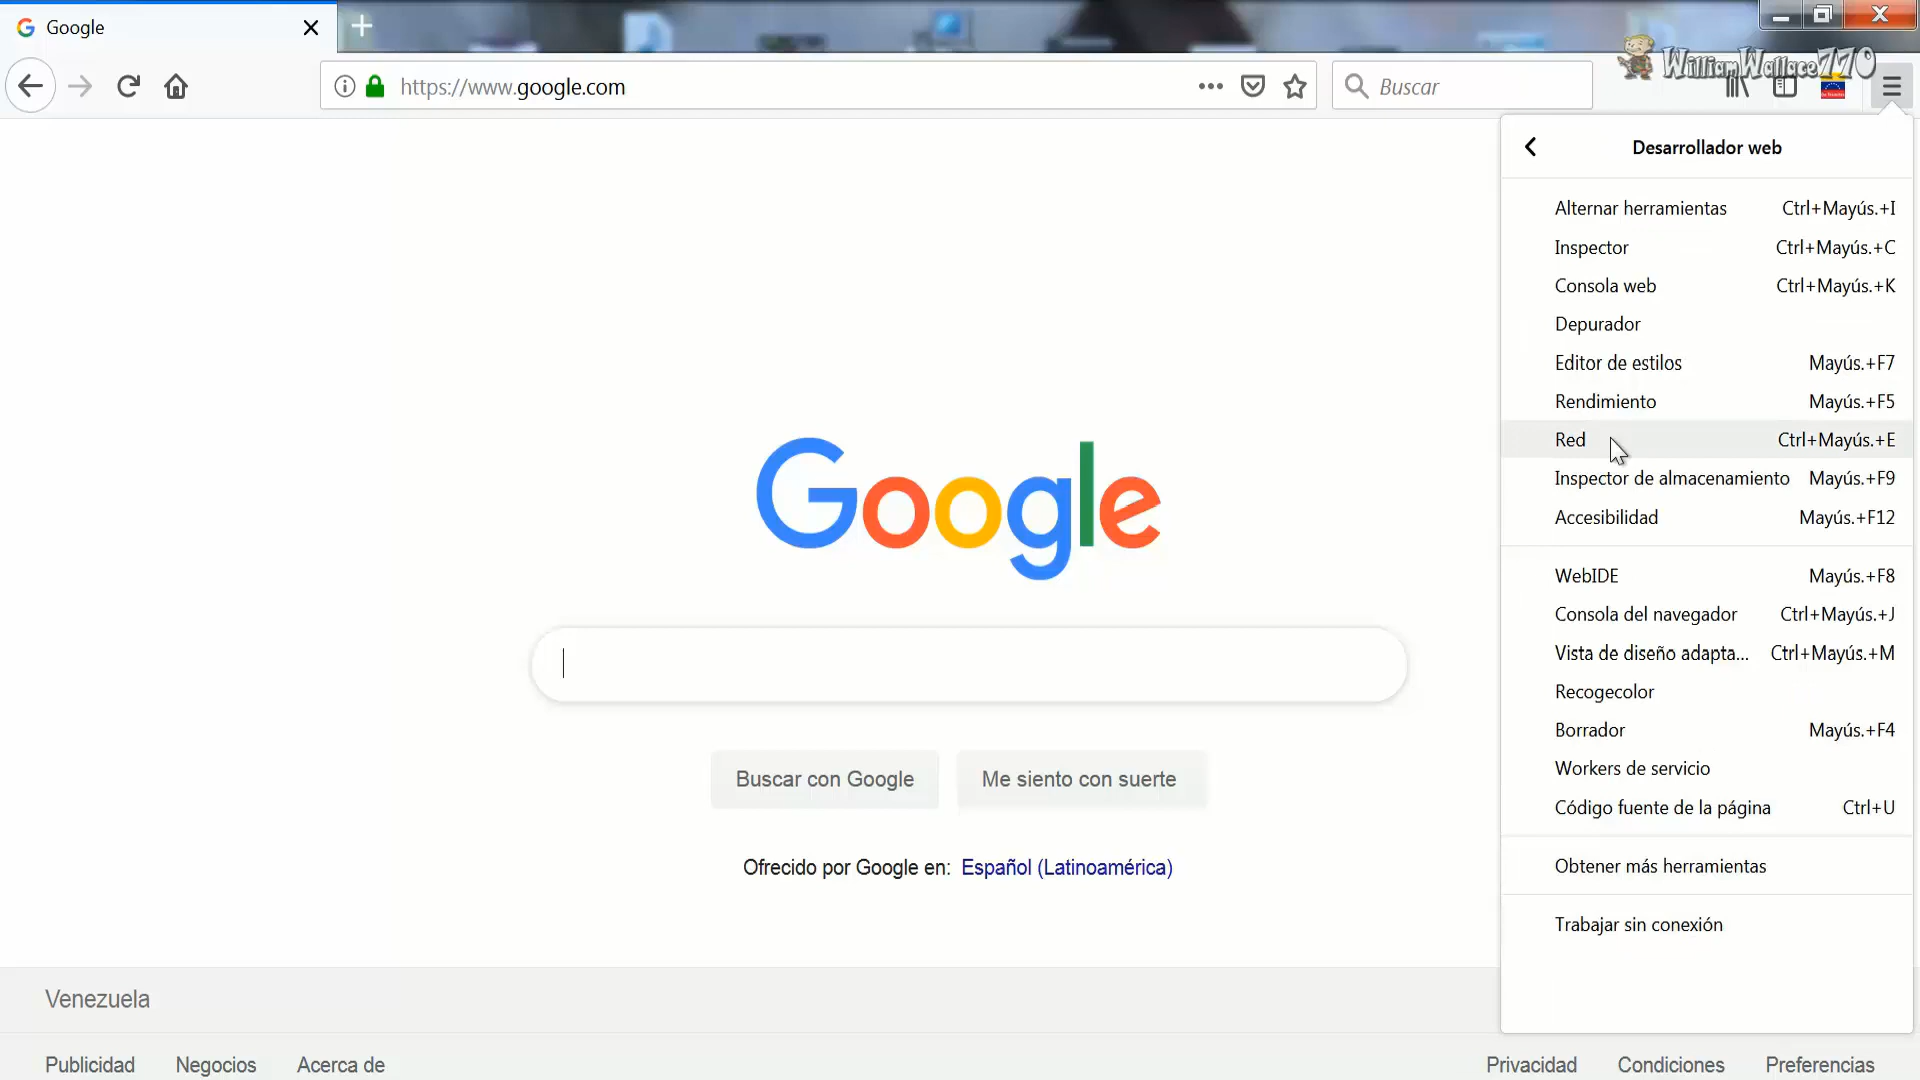 Google
https://www.google.com
Buscar
WilliamWallace770
Desarrollador web
Alternar herramientas Ctrl+Mayús.+I
Inspector Ctrl+Mayús.+C
Consola web Ctrl+Mayús.+K
Depurador
Editor de estilos Mayús.+F7
Rendimiento Mayús.+F5
Red Ctrl+Mayús.+E
Inspector de almacenamiento Mayús.+F9
Accesibilidad Mayús.+F12
WebIDE Mayús.+F8
Consola del navegador Ctrl+Mayús.+J
Vista de diseño adapta... Ctrl+Mayús.+M
Recogecolor
Borrador Mayús.+F4
Workers de servicio
Código fuente de la página Ctrl+U
Obtener más herramientas
Trabajar sin conexión
Google
Buscar con Google Me siento con suerte
Ofrecido por Google en: Español (Latinoamérica)
Venezuela
Publicidad Negocios Acerca de Privacidad Condiciones Preferencias